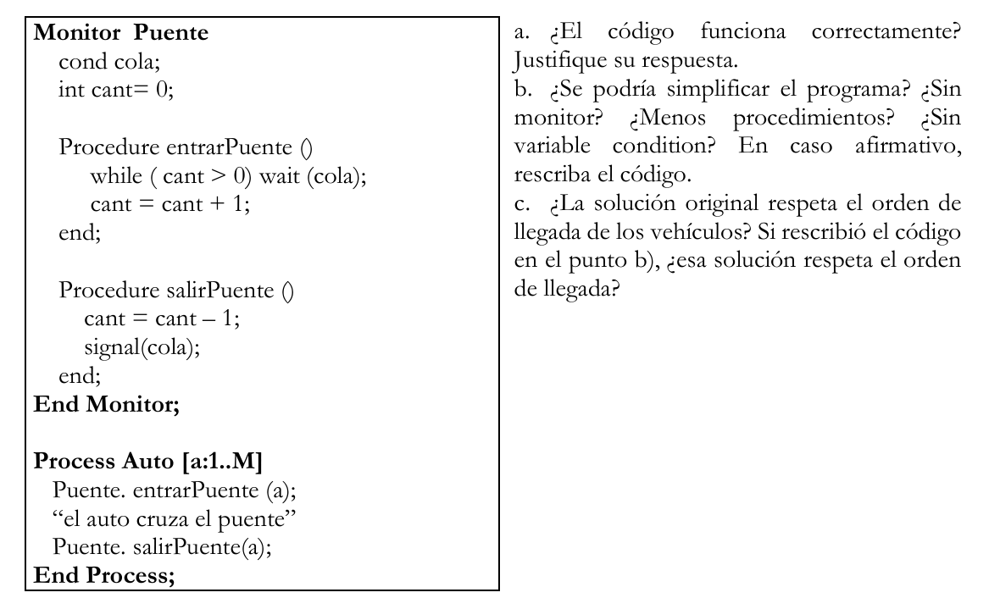 Monitor Puente
cond cola;
int cant= 0;
Procedure entrarPuente ()
while ( cant > 0) wait (cola);
cant = cant + 1;
end;
Procedure salirPuente ()
cant = cant – 1;
signal(cola);
end;
End Monitor;
Process Auto [a:1..M]
Puente. entrarPuente (a);
“el auto cruza el puente”
Puente. salirPuente(a);
End Process;
a. ¿El código funciona correctamente?
Justifique su respuesta.
b. ¿Se podría simplificar el programa? ¿Sin
monitor? ¿Menos procedimientos? ¿Sin
variable condition? En caso afirmativo,
rescriba el código.
c. ¿La solución original respeta el orden de
llegada de los vehículos? Si rescribió el código
en el punto b), ¿esa solución respeta el orden
de llegada?